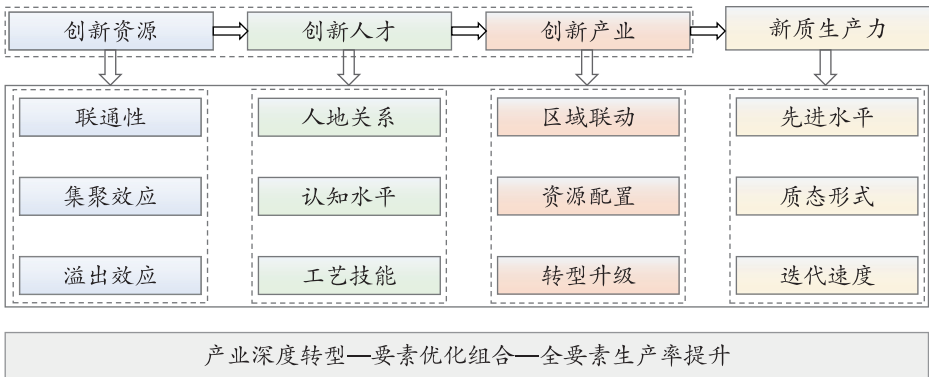 创新资源 创新人才 创新产业 新质生产力
联通性 人地关系 区域联动 先进水平
集聚效应 认知水平 资源配置 质态形式
溢出效应 工艺技能 转型升级 迭代速度
产业深度转型—要素优化组合—全要素生产率提升